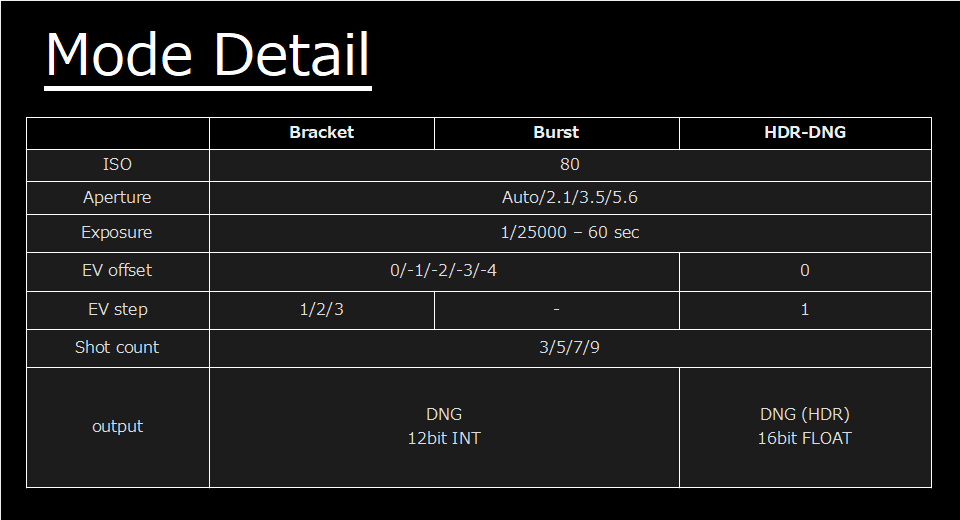 Mode Detail
Bracket Burst HDR-DNG
ISO 80
Aperture Auto/2.1/3.5/5.6
Exposure 1/25000 – 60 sec
EV offset 0/-1/-2/-3/-4 0
EV step 1/2/3 - 1
Shot count 3/5/7/9
output DNG DNG (HDR)
12bit INT 16bit FLOAT